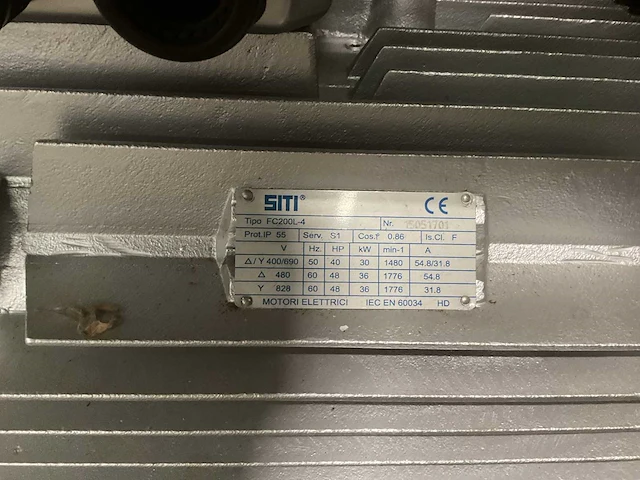 SITI® CE
Tipo FC200L-4 Nr. S051701
Prot.IP 55 Serv. S1 Cos.f 0.86 Is.Cl. F
V Hz. HP kW min-1 A
Δ/Y 400/690 50 40 30 1480 54.8/31.8
Δ 480 60 48 36 1776 54.8
Y 828 60 48 36 1776 31.8
MOTORI ELETTRICI IEC EN 60034 HD